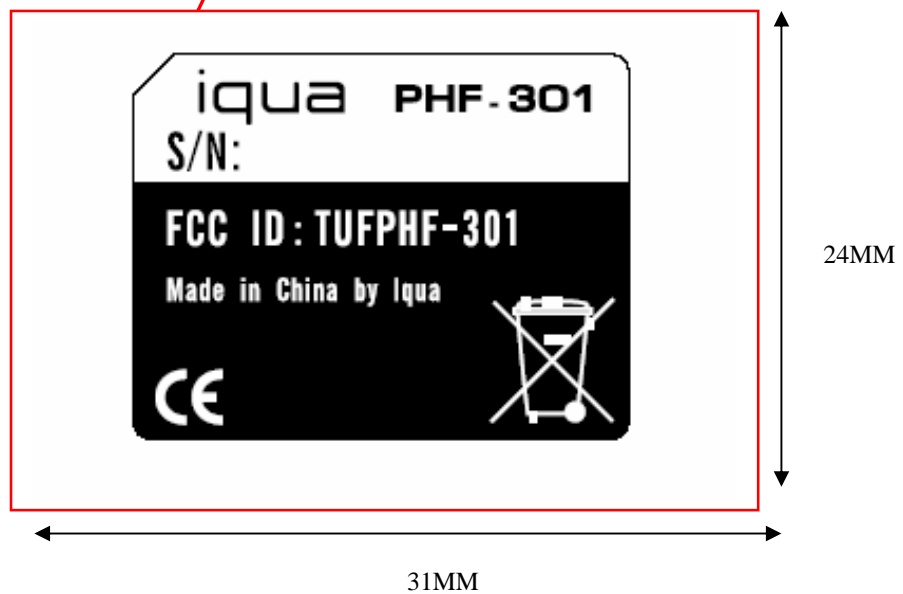 iqua PHF-301
S/N:
FCC ID: TUFPHF-301
Made in China by Iqua
CE
24MM
31MM